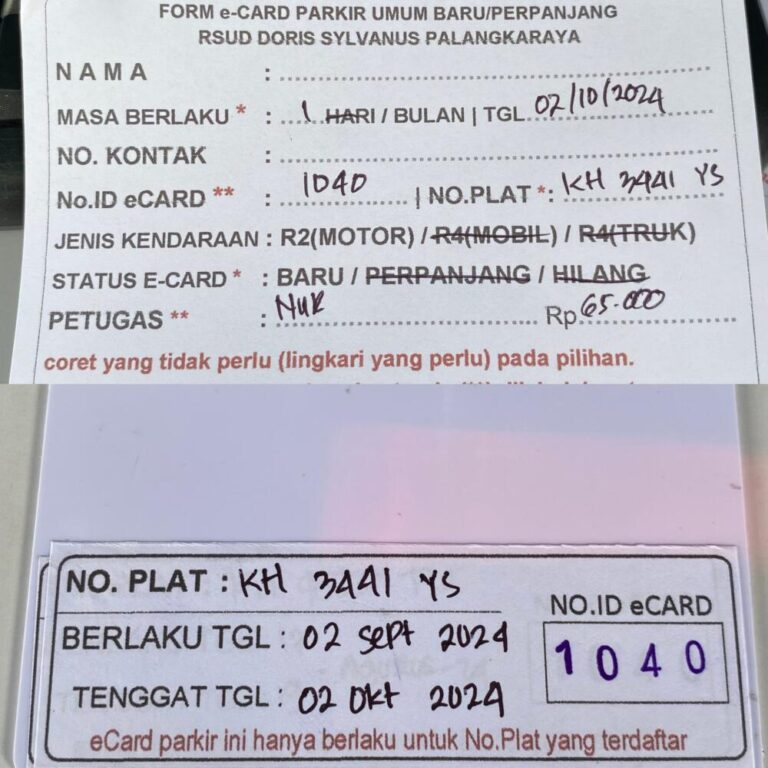 FORM e-CARD PARKIR UMUM BARU/PERPANJANG
RSUD DORIS SYLVANUS PALANGKARAYA
NAMA :
MASA BERLAKU * : 1 HARI / BULAN | TGL 02/10/2024
NO. KONTAK :
No.ID eCARD ** : 1040 | NO.PLAT *: KH 3441 YS
JENIS KENDARAAN : R2(MOTOR) / R4(MOBIL) / R4(TRUK)
STATUS E-CARD * : BARU / PERPANJANG / HILANG
PETUGAS ** : NUR Rp 65.000
coret yang tidak perlu (lingkari yang perlu) pada pilihan.
NO. PLAT : KH 3441 YS
BERLAKU TGL : 02 Sept 2024
TENGGAT TGL : 02 OKt 2024
NO.ID eCARD
1040
eCard parkir ini hanya berlaku untuk No.Plat yang terdaftar